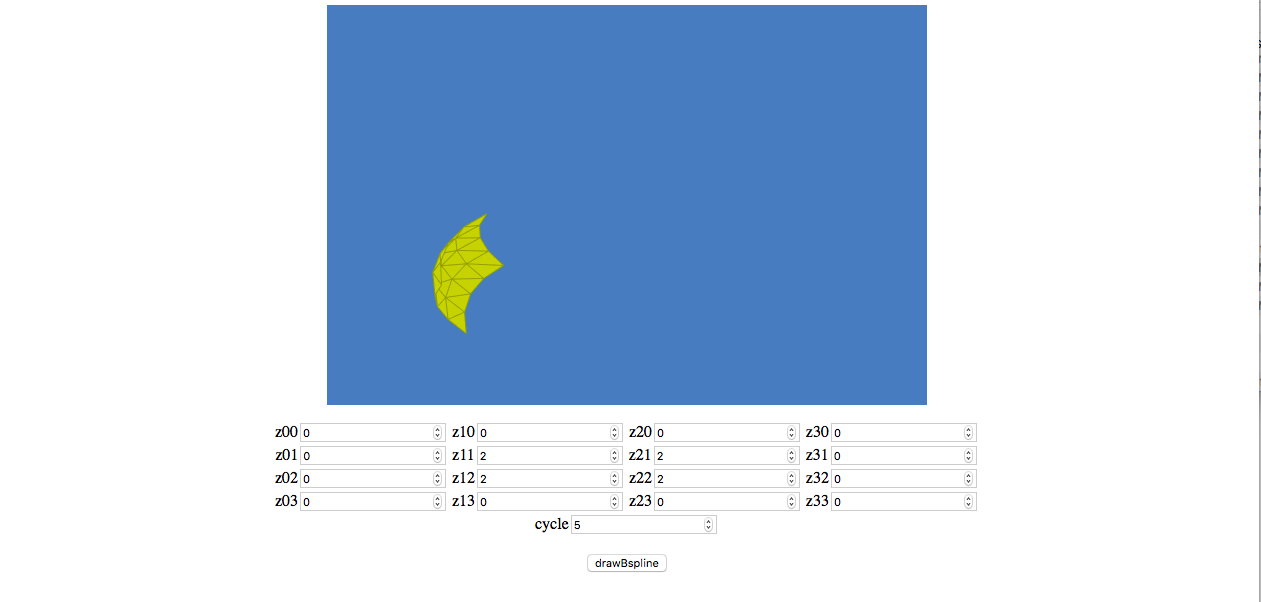 z00 0 z10 0 z20 0 z30 0
z01 0 z11 2 z21 2 z31 0
z02 0 z12 2 z22 2 z32 0
z03 0 z13 0 z23 0 z33 0
cycle 5
drawBspline